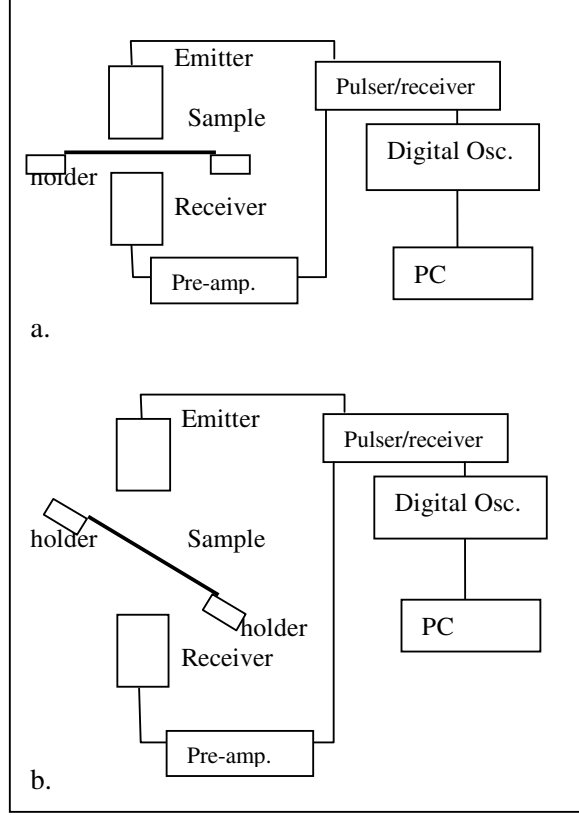 Emitter
Pulser/receiver
Sample
Digital Osc.
holder
Receiver
PC
Pre-amp.
a.
Emitter
Pulser/receiver
Digital Osc.
holder
Sample
PC
holder
Receiver
Pre-amp.
b.